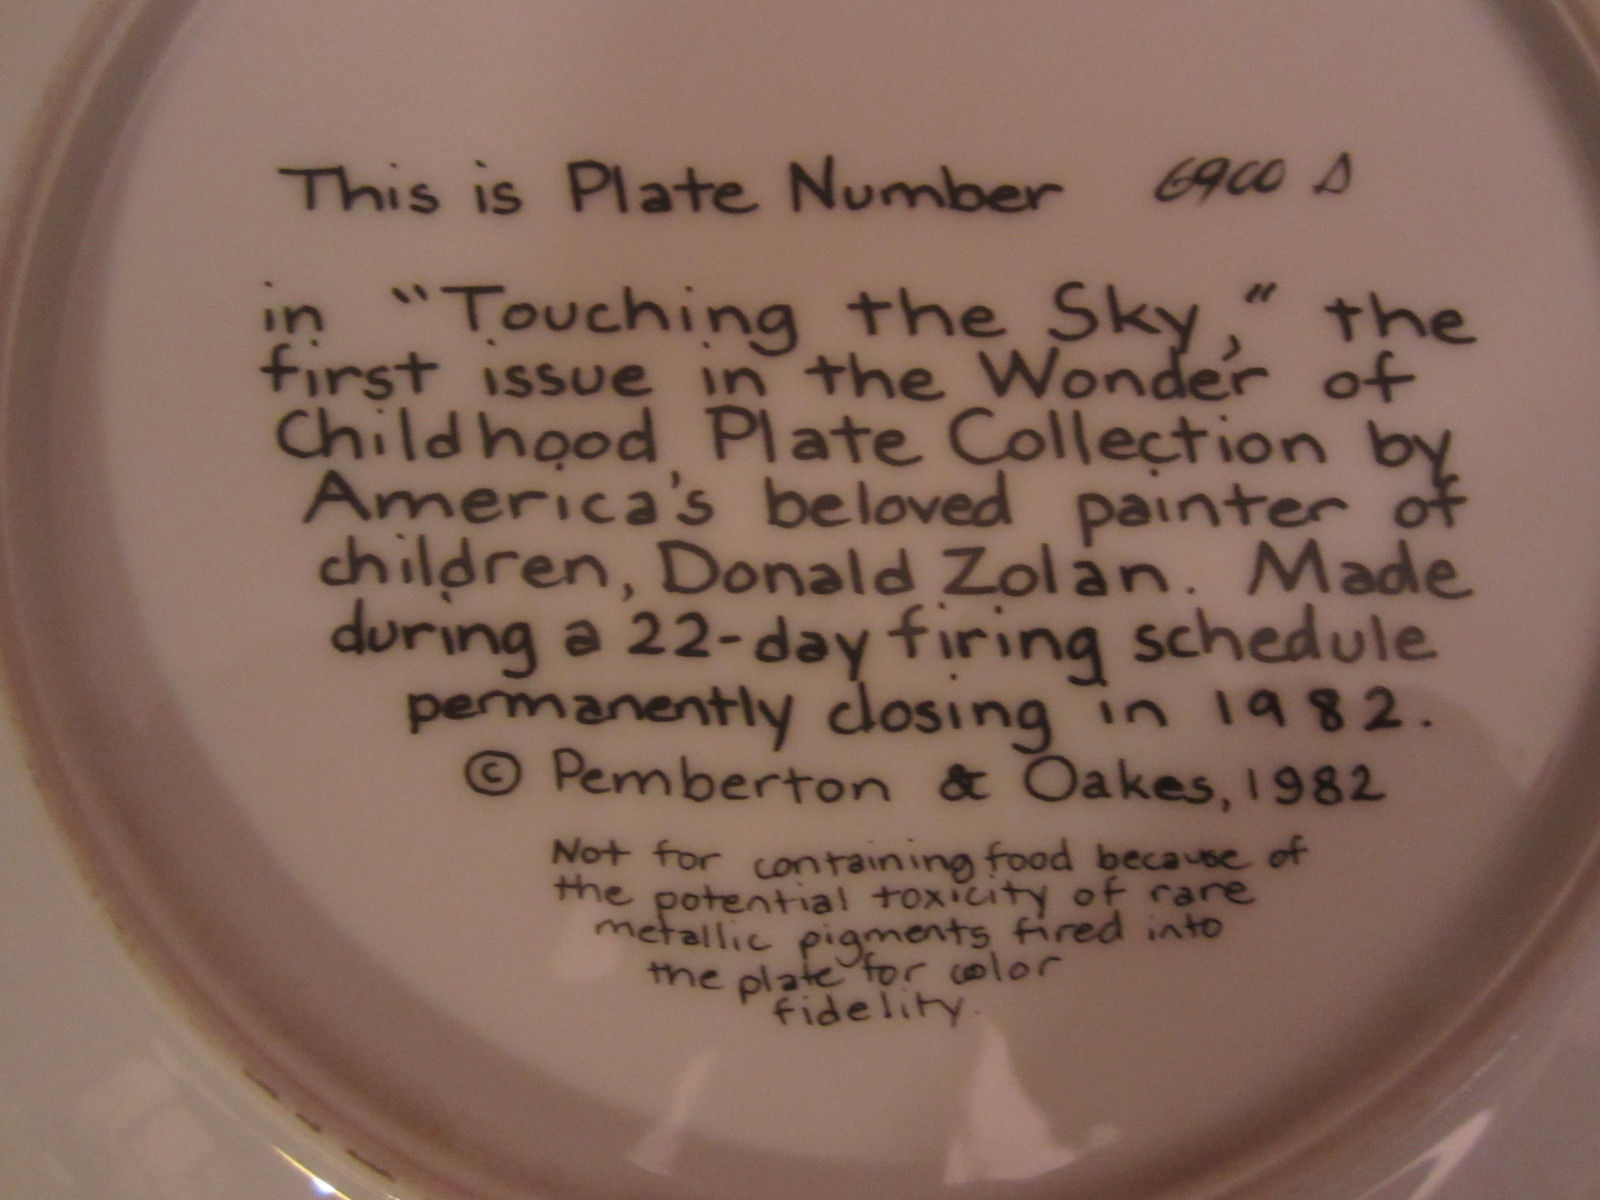 This is Plate Number 6900 D
in "Touching the Sky," the
first issue in the Wonder of
Childhood Plate Collection by
America's beloved painter of
children, Donald Zolan. Made
during a 22-day firing schedule
permanently closing in 1982.
© Pemberton & Oakes, 1982
Not for containing food because of
the potential toxicity of rare
metallic pigments fired into
the plate for color
fidelity.